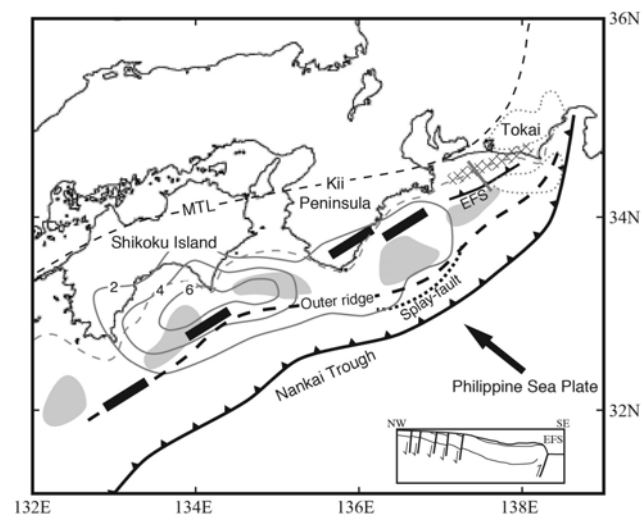 36N
Tokai
Kii
Peninsula
MTL
EFS
34N
Shikoku Island
2
4
6
Outer ridge
Splay-fault
Nankai Trough
Philippine Sea Plate
32N
NW
SE
EFS
132E
134E
136E
138E